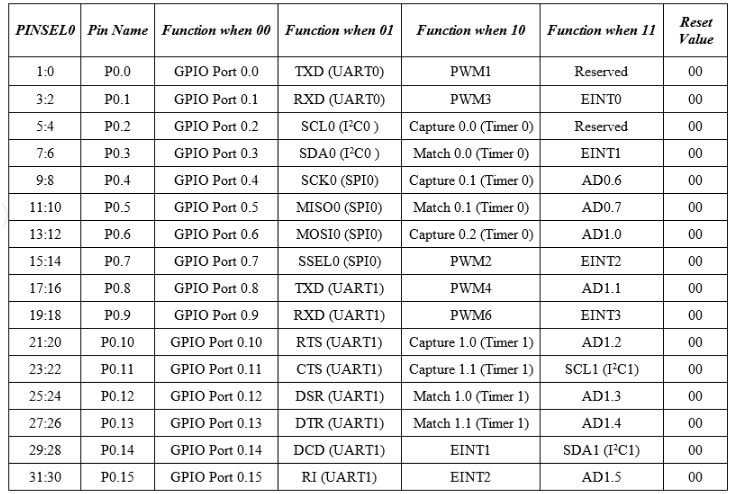 PINSEL0 Pin Name Function when 00 Function when 01 Function when 10 Function when 11 Reset Value
1:0 P0.0 GPIO Port 0.0 TXD (UART0) PWM1 Reserved 00
3:2 P0.1 GPIO Port 0.1 RXD (UART0) PWM3 EINT0 00
5:4 P0.2 GPIO Port 0.2 SCL0 (I²C0 ) Capture 0.0 (Timer 0) Reserved 00
7:6 P0.3 GPIO Port 0.3 SDA0 (I²C0 ) Match 0.0 (Timer 0) EINT1 00
9:8 P0.4 GPIO Port 0.4 SCK0 (SPI0) Capture 0.1 (Timer 0) AD0.6 00
11:10 P0.5 GPIO Port 0.5 MISO0 (SPI0) Match 0.1 (Timer 0) AD0.7 00
13:12 P0.6 GPIO Port 0.6 MOSI0 (SPI0) Capture 0.2 (Timer 0) AD1.0 00
15:14 P0.7 GPIO Port 0.7 SSEL0 (SPI0) PWM2 EINT2 00
17:16 P0.8 GPIO Port 0.8 TXD (UART1) PWM4 AD1.1 00
19:18 P0.9 GPIO Port 0.9 RXD (UART1) PWM6 EINT3 00
21:20 P0.10 GPIO Port 0.10 RTS (UART1) Capture 1.0 (Timer 1) AD1.2 00
23:22 P0.11 GPIO Port 0.11 CTS (UART1) Capture 1.1 (Timer 1) SCL1 (I²C1) 00
25:24 P0.12 GPIO Port 0.12 DSR (UART1) Match 1.0 (Timer 1) AD1.3 00
27:26 P0.13 GPIO Port 0.13 DTR (UART1) Match 1.1 (Timer 1) AD1.4 00
29:28 P0.14 GPIO Port 0.14 DCD (UART1) EINT1 SDA1 (I²C1) 00
31:30 P0.15 GPIO Port 0.15 RI (UART1) EINT2 AD1.5 00